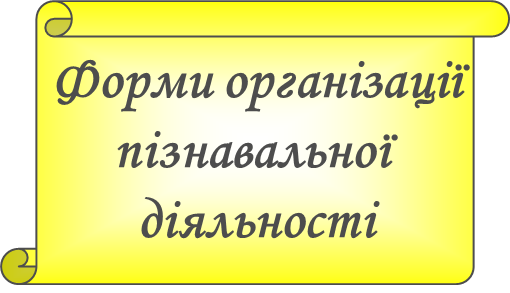 Форми організації
пізнавальної
діяльності